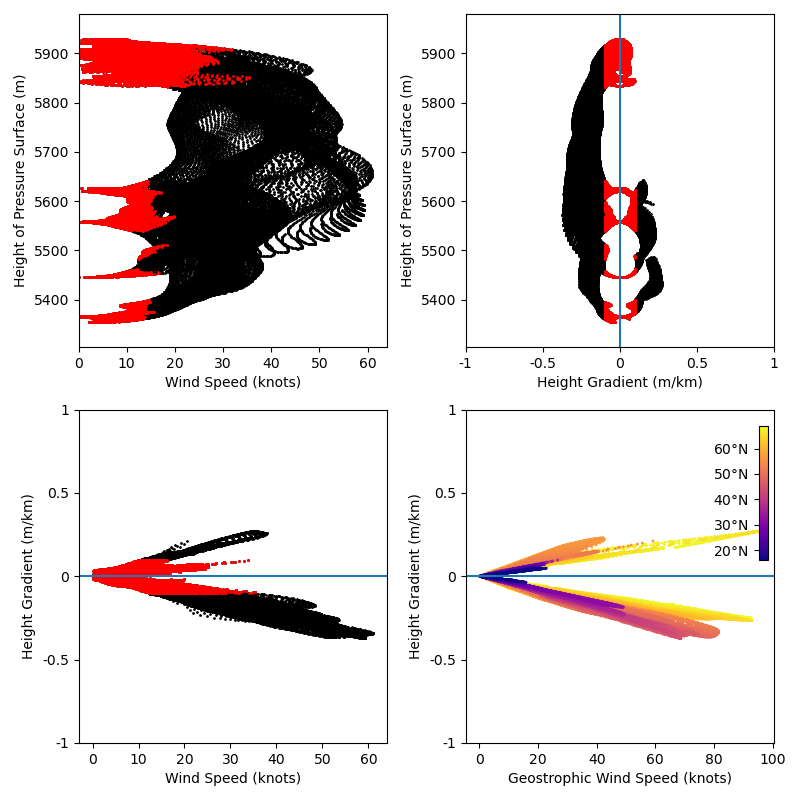 5900
5800
5700
5600
5500
5400
Height of Pressure Surface (m)
0 10 20 30 40 50 60
Wind Speed (knots)
5900
5800
5700
5600
5500
5400
Height of Pressure Surface (m)
-1 -0.5 0 0.5 1
Height Gradient (m/km)
1
0.5
0
-0.5
-1
Height Gradient (m/km)
0 10 20 30 40 50 60
Wind Speed (knots)
1
0.5
0
-0.5
-1
Height Gradient (m/km)
60°N
50°N
40°N
30°N
20°N
0 20 40 60 80 100
Geostrophic Wind Speed (knots)